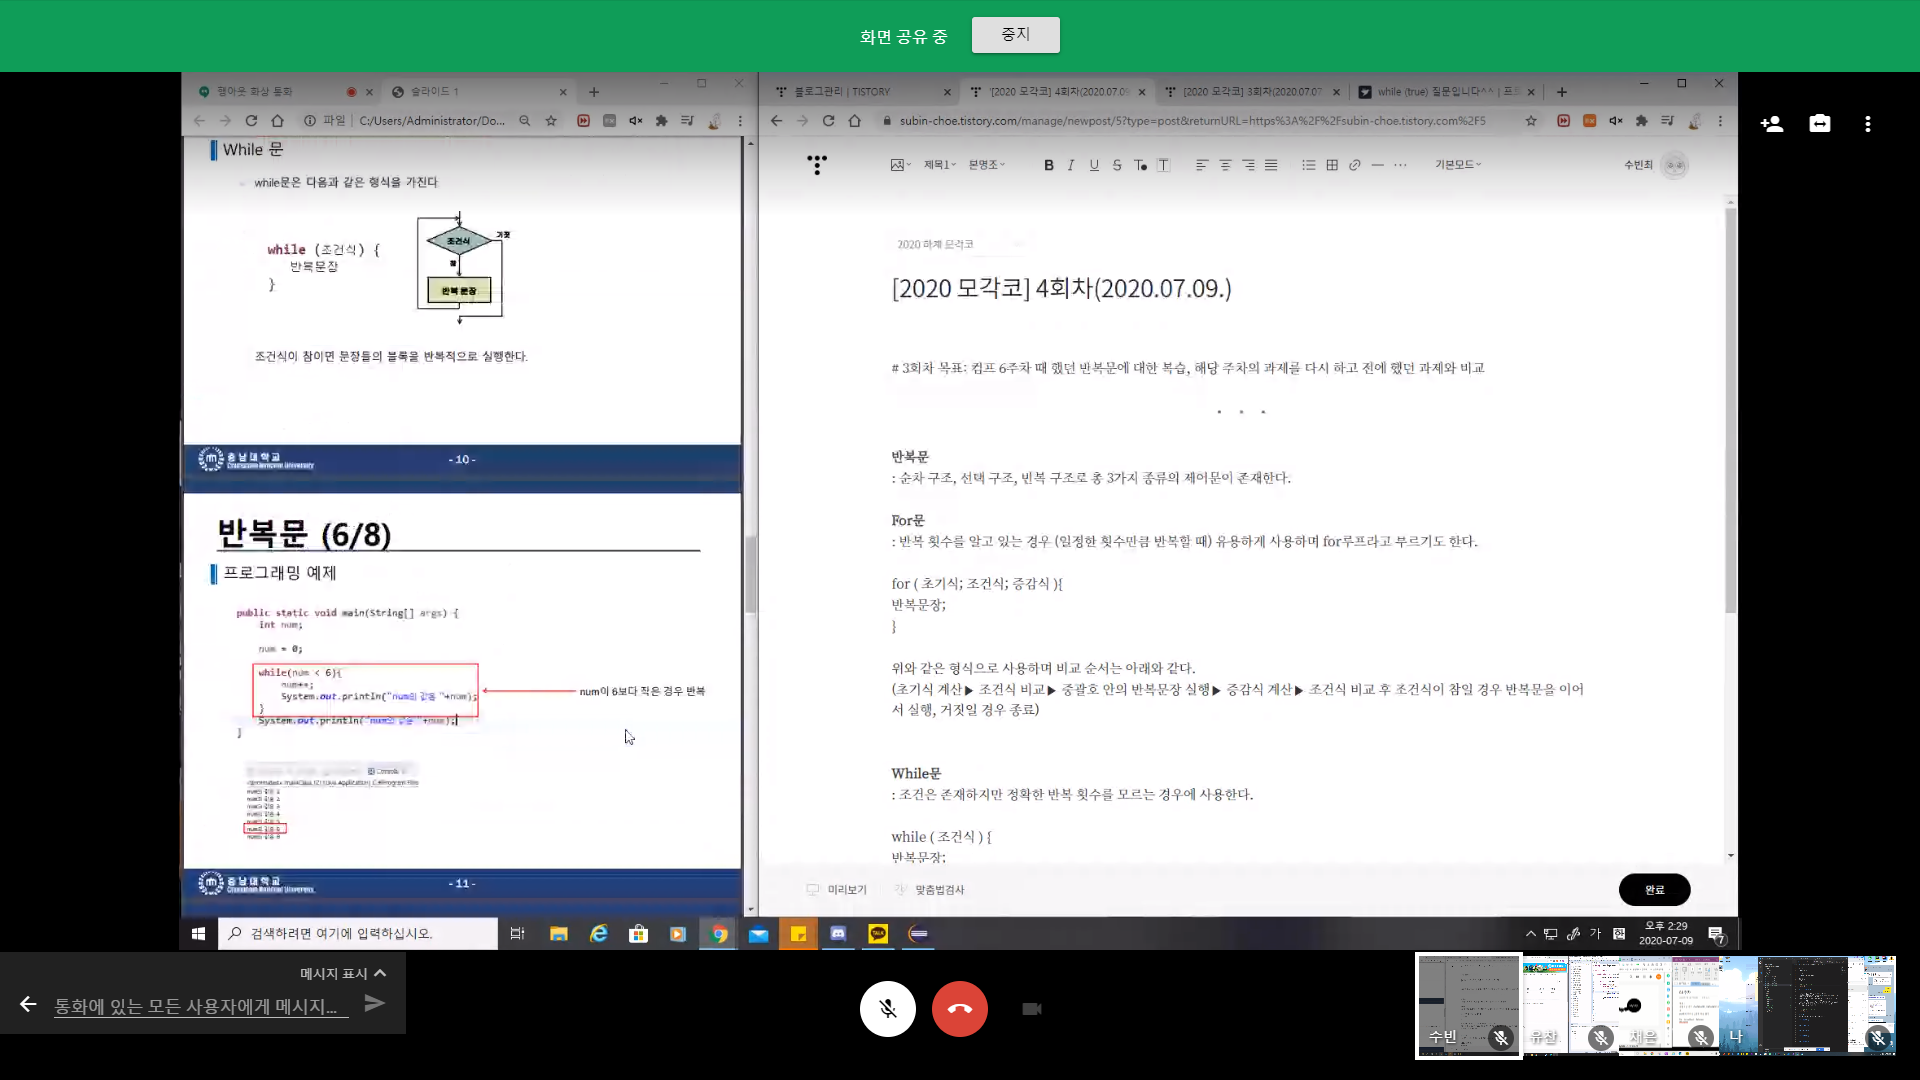 화면 공유 중
중지
행아웃 화상 통화
슬라이드 1
파일
C:/Users/Administrator/Do...
While 문
while문은 다음과 같은 형식을 가진다
while (조건식) {
반복문장
}
조건식
거짓
참
반복 문장
조건식이 참이면 문장들의 블록을 반복적으로 실행한다.
충남대학교
- 10 -
반복문 (6/8)
프로그래밍 예제
public static void main(String[] args) {
int num;
num = 0;
while(num < 6){
num++;
System.out.println("num의 값은 "+num);
}
System.out.println("num의 값은 "+num);
}
num이 6보다 작은 경우 반복
충남대학교
- 11 -
블로그관리 | TISTORY
'[2020 모각코] 4회차(2020.07.09
[2020 모각코] 3회차(2020.07.07
while (true) 질문입니다^^ | 프
subin-choe.tistory.com/manage/newpost/5?type=post&returnURL=https%3A%2F%2Fsubin-choe.tistory.com%2F5
제목1
본명조
B I U S T T
기본모드
수빈최
2020 하계 모각코
[2020 모각코] 4회차(2020.07.09.)
# 3회차 목표: 컴프 6주차 때 했던 반복문에 대한 복습, 해당 주차의 과제를 다시 하고 전에 했던 과제와 비교
반복문
: 순차 구조, 선택 구조, 반복 구조로 총 3가지 종류의 제어문이 존재한다.
For문
: 반복 횟수를 알고 있는 경우 (일정한 횟수만큼 반복할 때) 유용하게 사용하며 for루프라고 부르기도 한다.
for ( 초기식; 조건식; 증감식 ){
반복문장;
}
위와 같은 형식으로 사용하며 비교 순서는 아래와 같다.
(초기식 계산▶ 조건식 비교▶ 중괄호 안의 반복문장 실행▶ 증감식 계산▶ 조건식 비교 후 조건식이 참일 경우 반복문을 이어
서 실행, 거짓일 경우 종료)
While문
: 조건은 존재하지만 정확한 반복 횟수를 모르는 경우에 사용한다.
while ( 조건식 ) {
반복문장;
미리보기
맞춤법검사
완료
검색하려면 여기에 입력하십시오.
가
한
오후 2:29
2020-07-09
7
메시지 표시
통화에 있는 모든 사용자에게 메시지...
수빈
유찬
채은
나